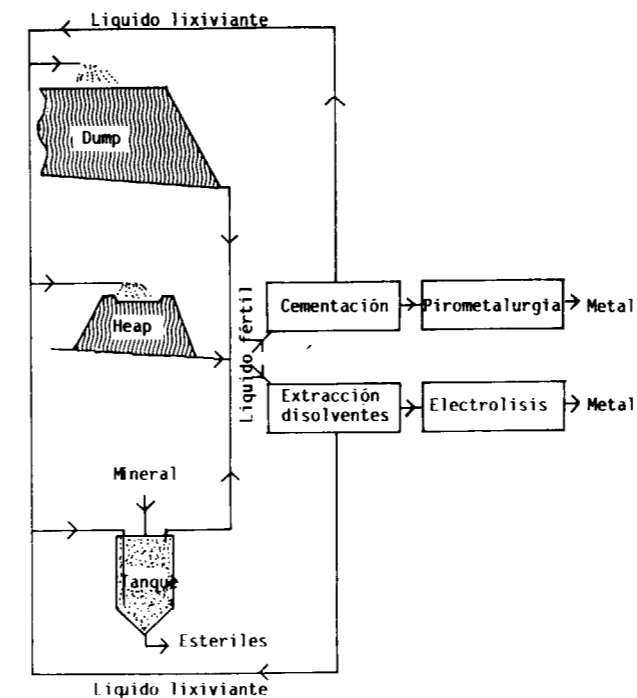 Liquido lixiviante
Dump
Heap
Liquido fértil
Cementación
Pirometalurgia
Metal
Extracción
disolventes
Electrolisis
Metal
Mineral
Tanque
Esteriles
Liquido lixiviante